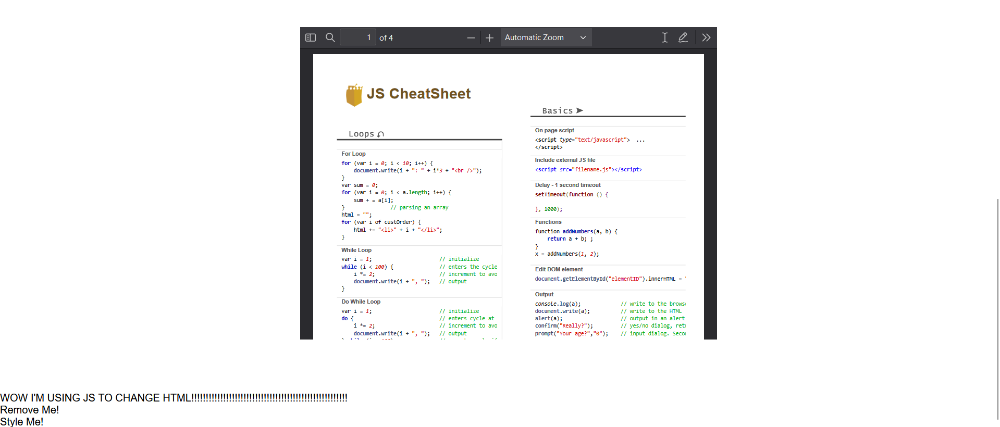 1 of 4
Automatic Zoom
JS CheatSheet
Loops
For Loop
for (var i = 0; i < 10; i++) {
    document.write(i + ": " + i*3 + "<br />");
}
var sum = 0;
for (var i = 0; i < a.length; i++) {
    sum + = a[i];
}               // parsing an array
html = "";
for (var i of custOrder) {
    html += "<li>" + i + "</li>";
}
While Loop
var i = 1;                      // initialize
while (i < 100) {               // enters the cycle
    i *= 2;                     // increment to avo
    document.write(i + ", ");   // output
}
Do While Loop
var i = 1;                      // initialize
do {                            // enters cycle at
    i *= 2;                     // increment to avo
    document.write(i + ", ");   // output
Basics
On page script
<script type="text/javascript">  ...
</script>
Include external JS file
<script src="filename.js"></script>
Delay - 1 second timeout
setTimeout(function () {
}, 1000);
Functions
function addNumbers(a, b) {
    return a + b; ;
}
x = addNumbers(1, 2);
Edit DOM element
document.getElementById("elementID").innerHTML =
Output
console.log(a);             // write to the brows
document.write(a);          // write to the HTML
alert(a);                   // output in an alert
confirm("Really?");         // yes/no dialog, ret
prompt("Your age?","0");    // input dialog. Seco
WOW I'M USING JS TO CHANGE HTML!!!!!!!!!!!!!!!!!!!!!!!!!!!!!!!!!!!!!!!!!!!!!!!!!!!!!!
Remove Me!
Style Me!